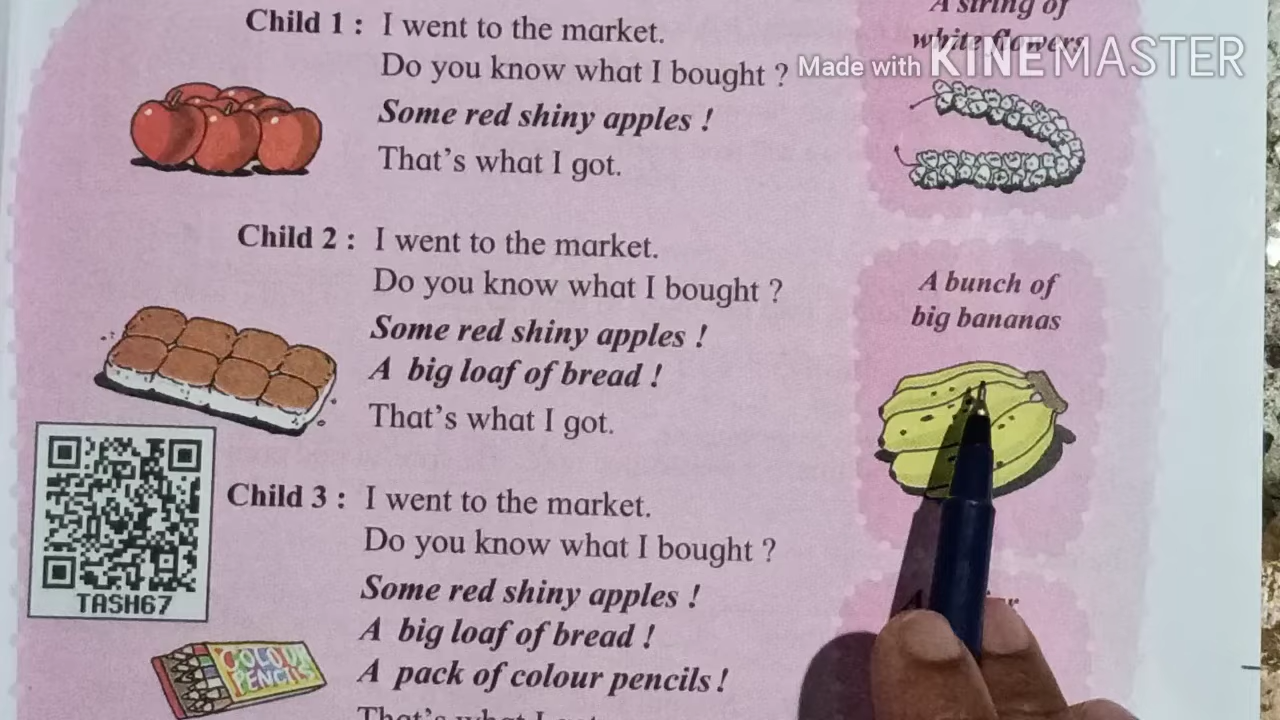 Child 1 : I went to the market.
Do you know what I bought ?
Some red shiny apples !
That's what I got.
Child 2 : I went to the market.
Do you know what I bought ?
Some red shiny apples !
A big loaf of bread !
That's what I got.
Child 3 : I went to the market.
Do you know what I bought ?
Some red shiny apples !
A big loaf of bread !
A pack of colour pencils !
That's what I
TASH67
COLOUR
PENCILS
A string of
white flowers
Made with KINEMASTER
A bunch of
big bananas
A